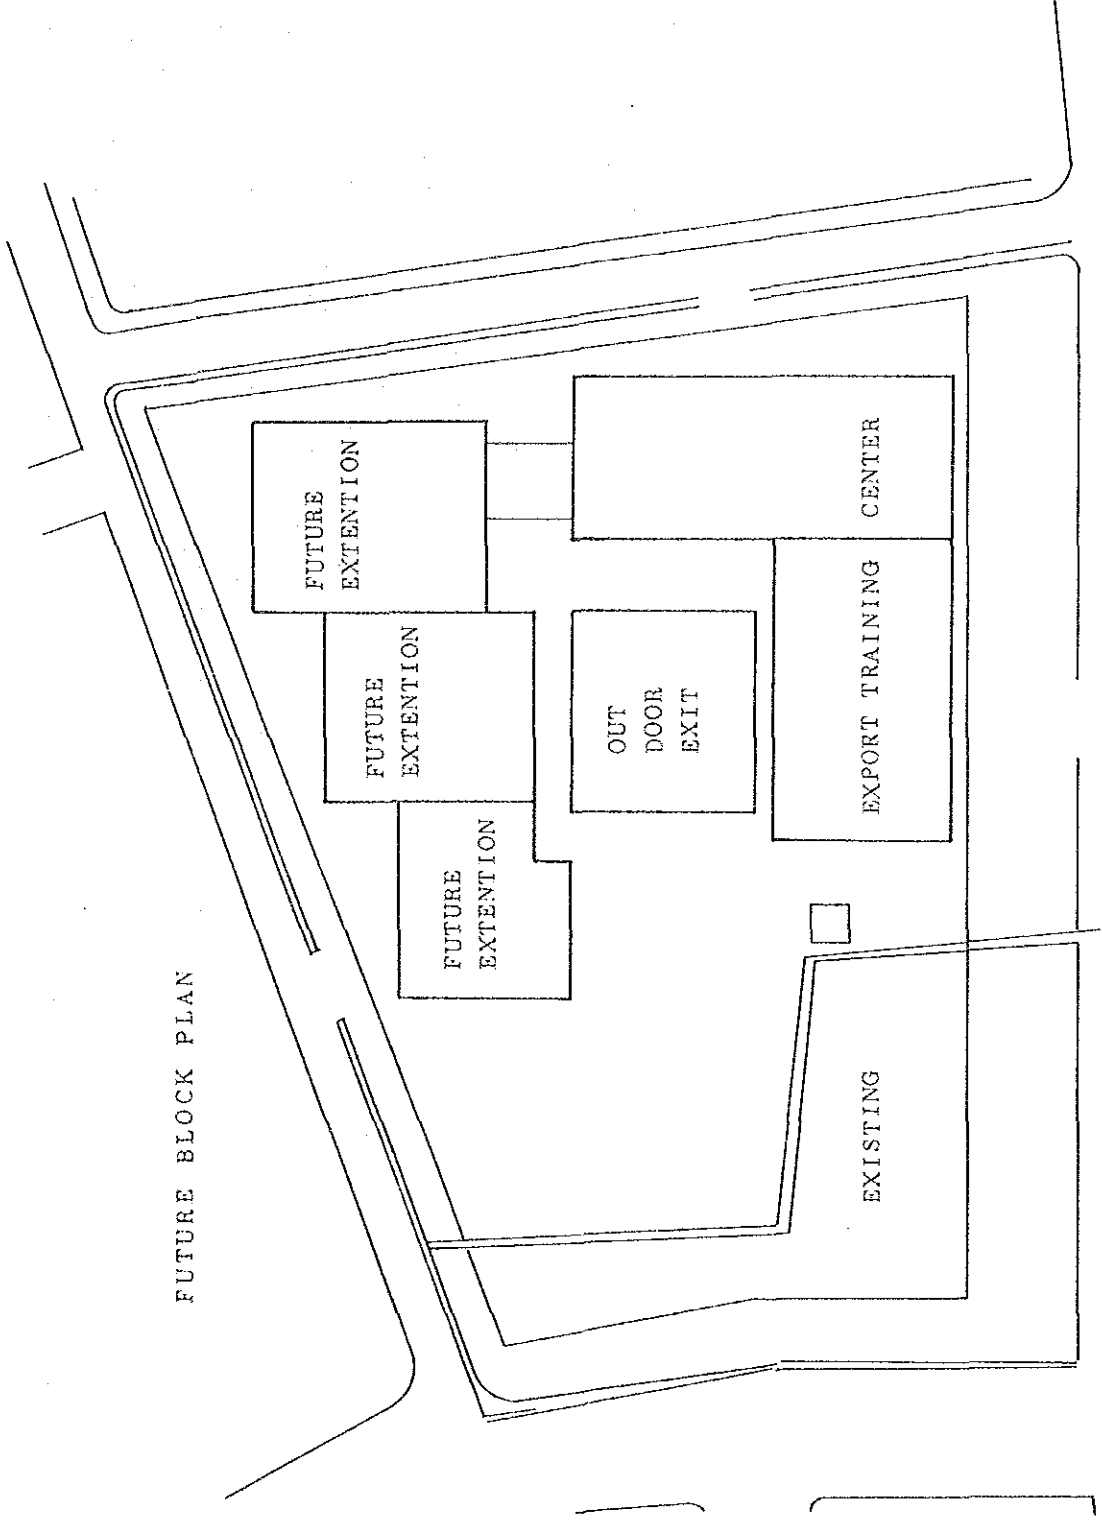 FUTURE BLOCK PLAN
FUTURE
EXTENTION
FUTURE
EXTENTION
FUTURE
EXTENTION
OUT
DOOR
EXIT
EXISTING
EXPORT TRAINING CENTER